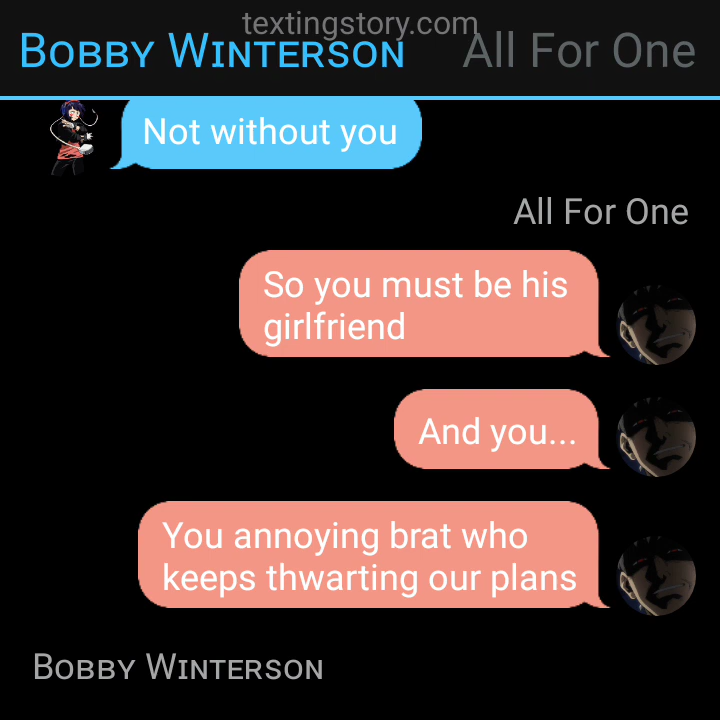 textingstory.com
Bobby Winterson
All For One
Not without you
All For One
So you must be his
girlfriend
And you...
You annoying brat who
keeps thwarting our plans
Bobby Winterson